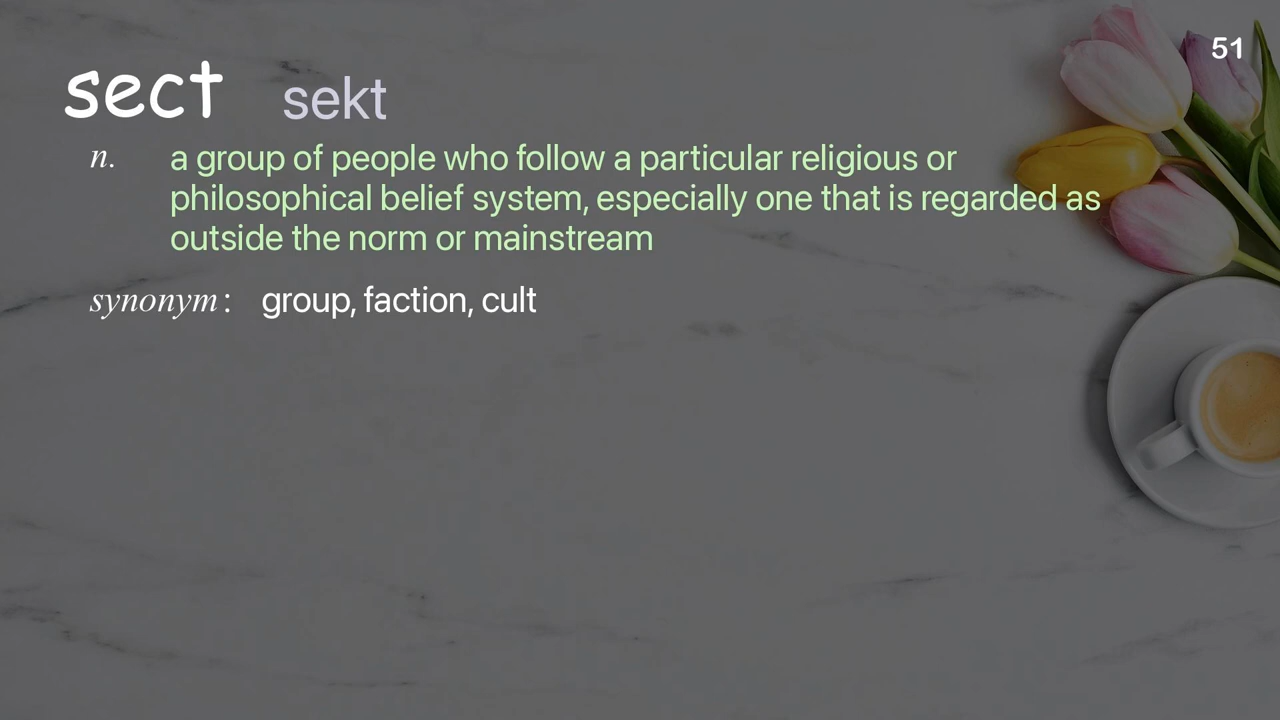 51
sect sekt
n. a group of people who follow a particular religious or
philosophical belief system, especially one that is regarded as
outside the norm or mainstream
synonym: group, faction, cult